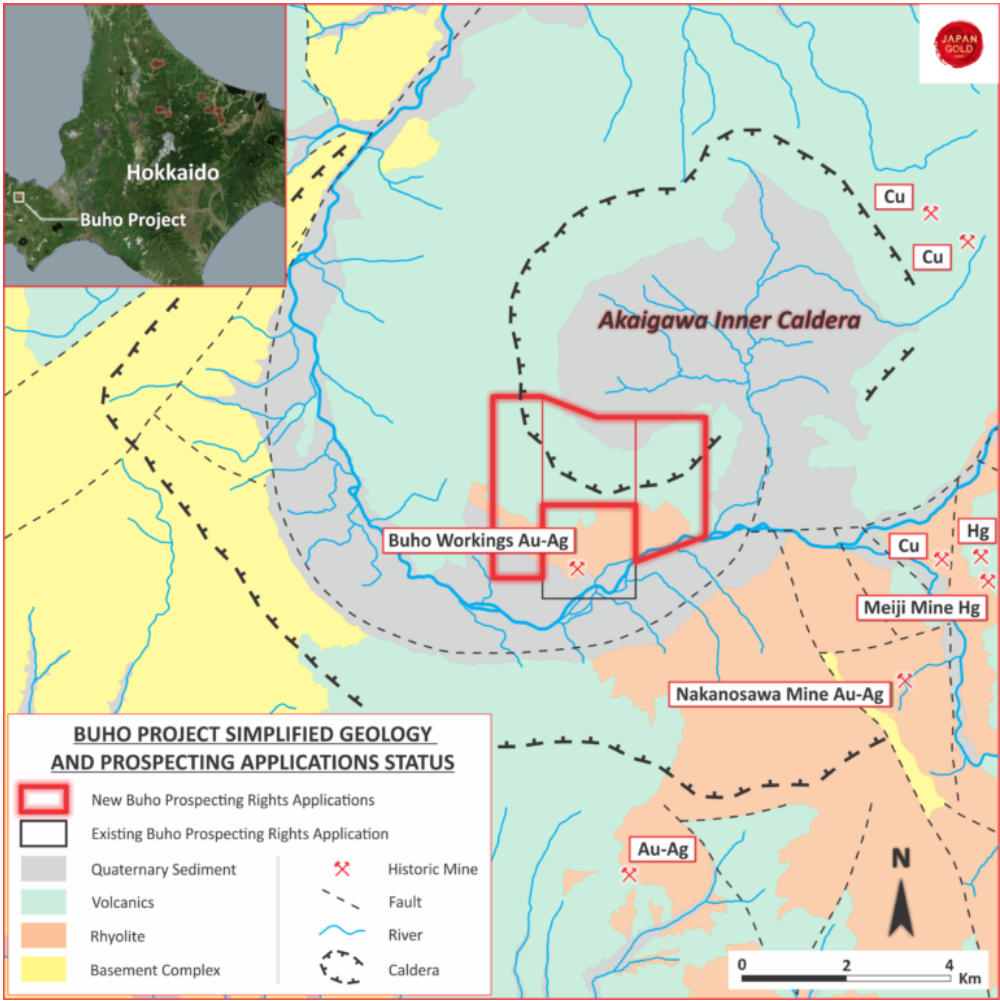 JAPAN
GOLD
Hokkaido
Buho Project
Cu
Cu
Akaigawa Inner Caldera
Buho Workings Au-Ag
Cu
Hg
Meiji Mine Hg
Nakanosawa Mine Au-Ag
Au-Ag
BUHO PROJECT SIMPLIFIED GEOLOGY
AND PROSPECTING APPLICATIONS STATUS
New Buho Prospecting Rights Applications
Existing Buho Prospecting Rights Application
Quaternary Sediment
Volcanics
Rhyolite
Basement Complex
Historic Mine
Fault
River
Caldera
N
0 2 4
Km